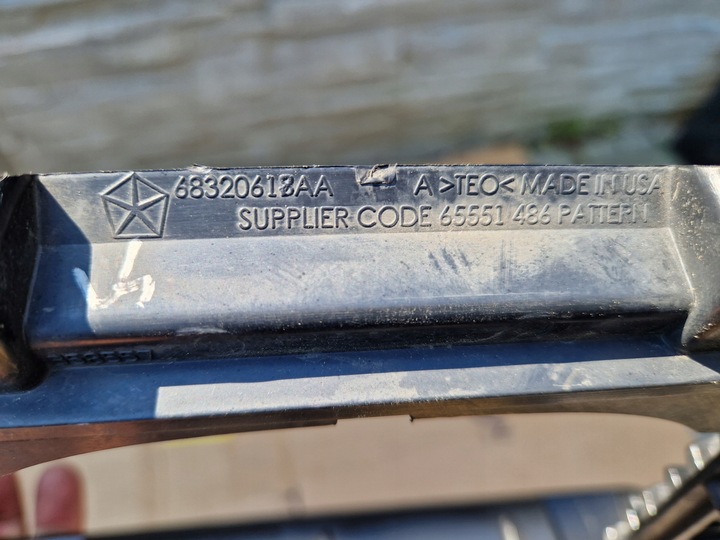 68320618AA A >TEO< MADE IN USA
SUPPLIER CODE 65551 486 PATTERN